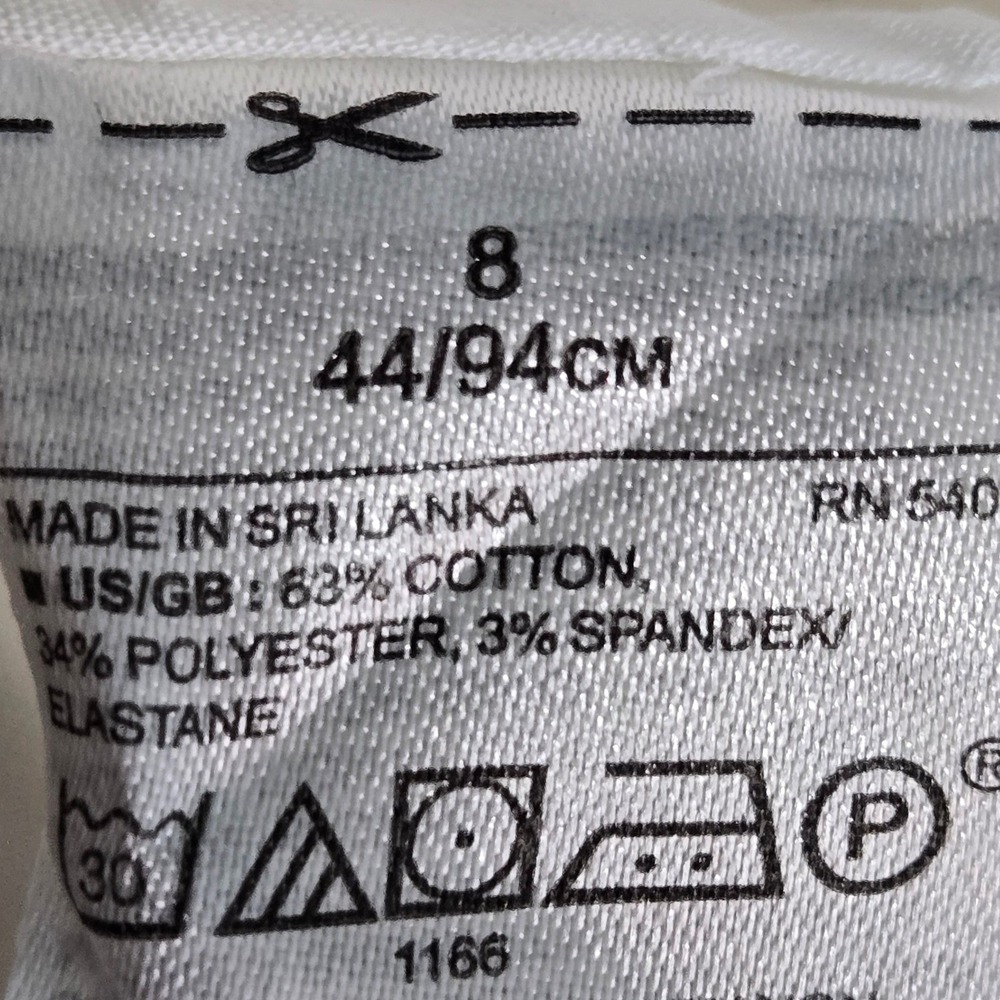 8
44/94CM
MADE IN SRI LANKA RN 540
■ US/GB : 63% COTTON,
34% POLYESTER, 3% SPANDEX/
ELASTANE
30 P ®
1166